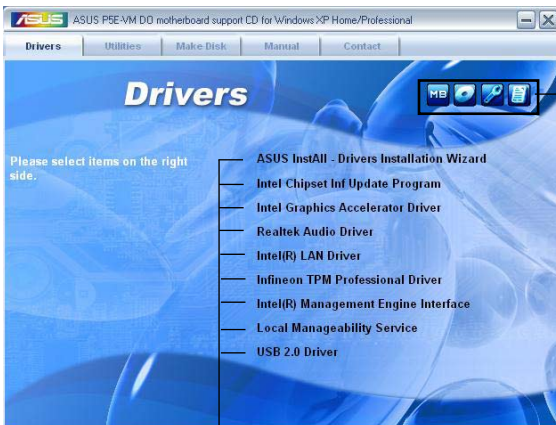 ASUS ASUS P5E-VM DO motherboard support CD for Windows XP Home/Professional
Drivers Utilities Make Disk Manual Contact
Drivers
MB
Please select items on the right
side.
ASUS InstAll - Drivers Installation Wizard
Intel Chipset Inf Update Program
Intel Graphics Accelerator Driver
Realtek Audio Driver
Intel(R) LAN Driver
Infineon TPM Professional Driver
Intel(R) Management Engine Interface
Local Manageability Service
USB 2.0 Driver